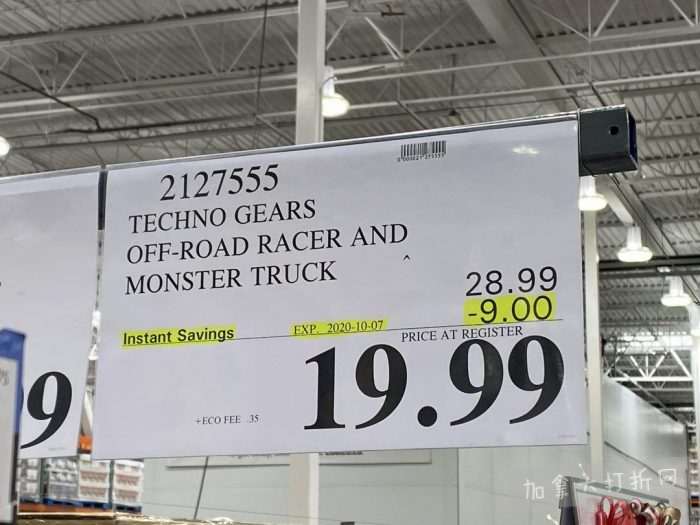 2127555
TECHNO GEARS
OFF-ROAD RACER AND
MONSTER TRUCK
28.99
-9.00
Instant Savings
EXP. 2020-10-07
PRICE AT REGISTER
19.99
+ECO FEE .35
9
加拿大打折网